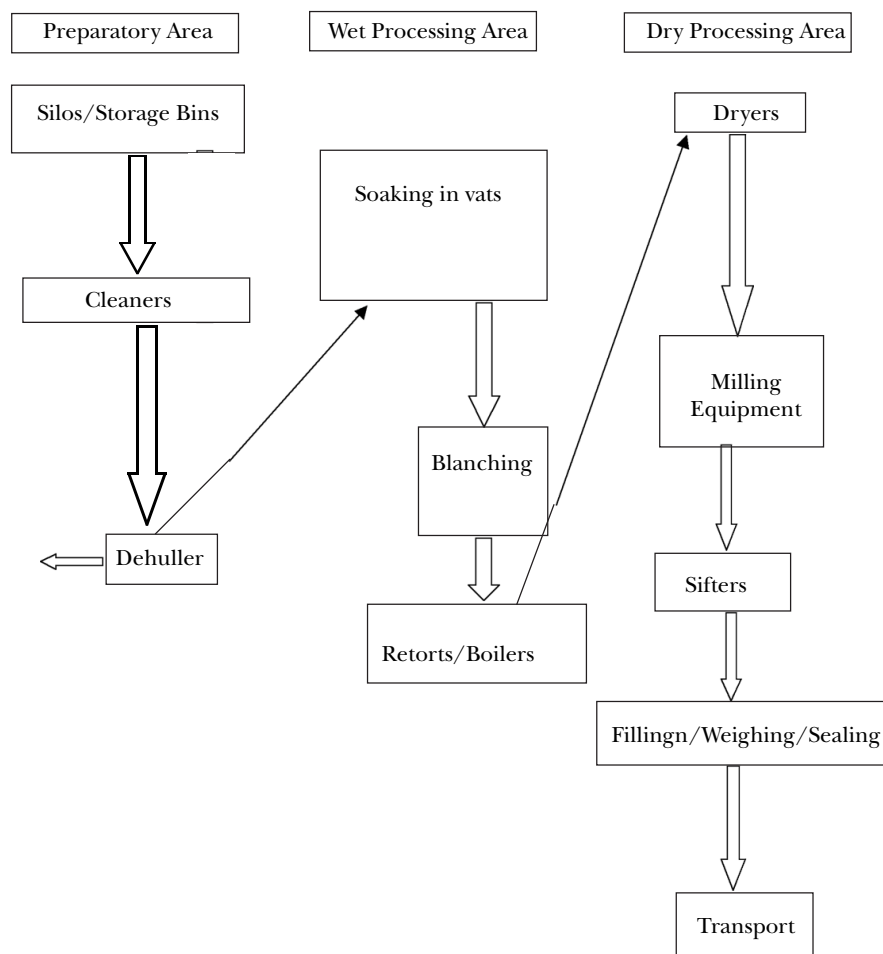 Preparatory Area
Wet Processing Area
Dry Processing Area
Silos/Storage Bins
Cleaners
Dehuller
Soaking in vats
Blanching
Retorts/Boilers
Dryers
Milling
Equipment
Sifters
Fillingn/Weighing/Sealing
Transport